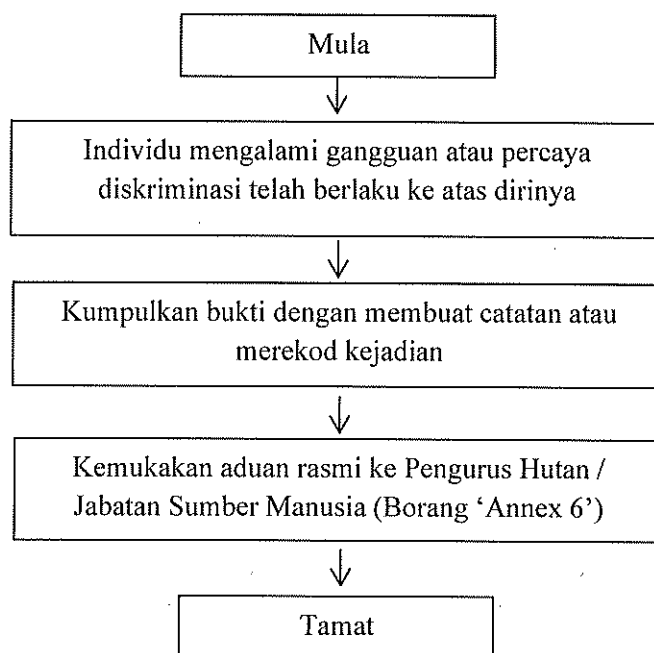 Mula
Individu mengalami gangguan atau percaya
diskriminasi telah berlaku ke atas dirinya
Kumpulkan bukti dengan membuat catatan atau
merekod kejadian
Kemukakan aduan rasmi ke Pengurus Hutan /
Jabatan Sumber Manusia (Borang ‘Annex 6’)
Tamat